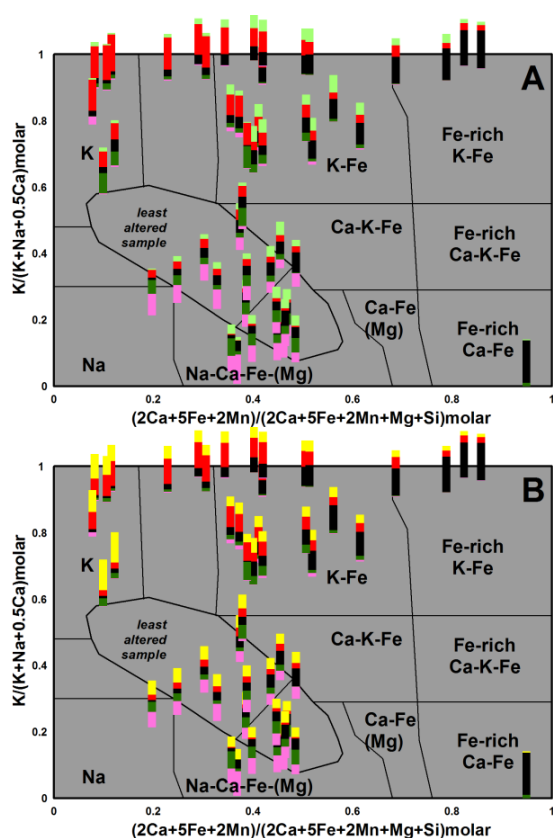 A
1
0.8
0.6
0.4
0.2
0
K/(K+Na+0.5Ca)molar
K
K-Fe
Fe-rich
K-Fe
least
altered
sample
Ca-K-Fe
Fe-rich
Ca-K-Fe
Ca-Fe
(Mg)
Fe-rich
Ca-Fe
Na
Na-Ca-Fe-(Mg)
0 0.2 0.4 0.6 0.8 1
(2Ca+5Fe+2Mn)/(2Ca+5Fe+2Mn+Mg+Si)molar
B
1
0.8
0.6
0.4
0.2
0
K/(K+Na+0.5Ca)molar
K
K-Fe
Fe-rich
K-Fe
least
altered
sample
Ca-K-Fe
Fe-rich
Ca-K-Fe
Ca-Fe
(Mg)
Fe-rich
Ca-Fe
Na
Na-Ca-Fe-(Mg)
0 0.2 0.4 0.6 0.8 1
(2Ca+5Fe+2Mn)/(2Ca+5Fe+2Mn+Mg+Si)molar